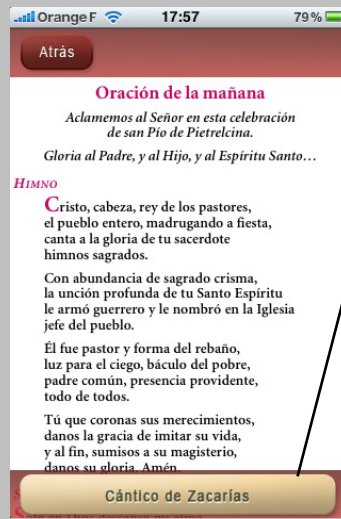 Orange F 17:57 79%
Atrás
Oración de la mañana
Aclamemos al Señor en esta celebración
de san Pío de Pietrelcina.
Gloria al Padre, y al Hijo, y al Espíritu Santo…
HIMNO
Cristo, cabeza, rey de los pastores,
el pueblo entero, madrugando a fiesta,
canta a la gloria de tu sacerdote
himnos sagrados.
Con abundancia de sagrado crisma,
la unción profunda de tu Santo Espíritu
le armó guerrero y le nombró en la Iglesia
jefe del pueblo.
Él fue pastor y forma del rebaño,
luz para el ciego, báculo del pobre,
padre común, presencia providente,
todo de todos.
Tú que coronas sus merecimientos,
danos la gracia de imitar su vida,
y al fin, sumisos a su magisterio,
danos su gloria. Amén.
Cántico de Zacarías